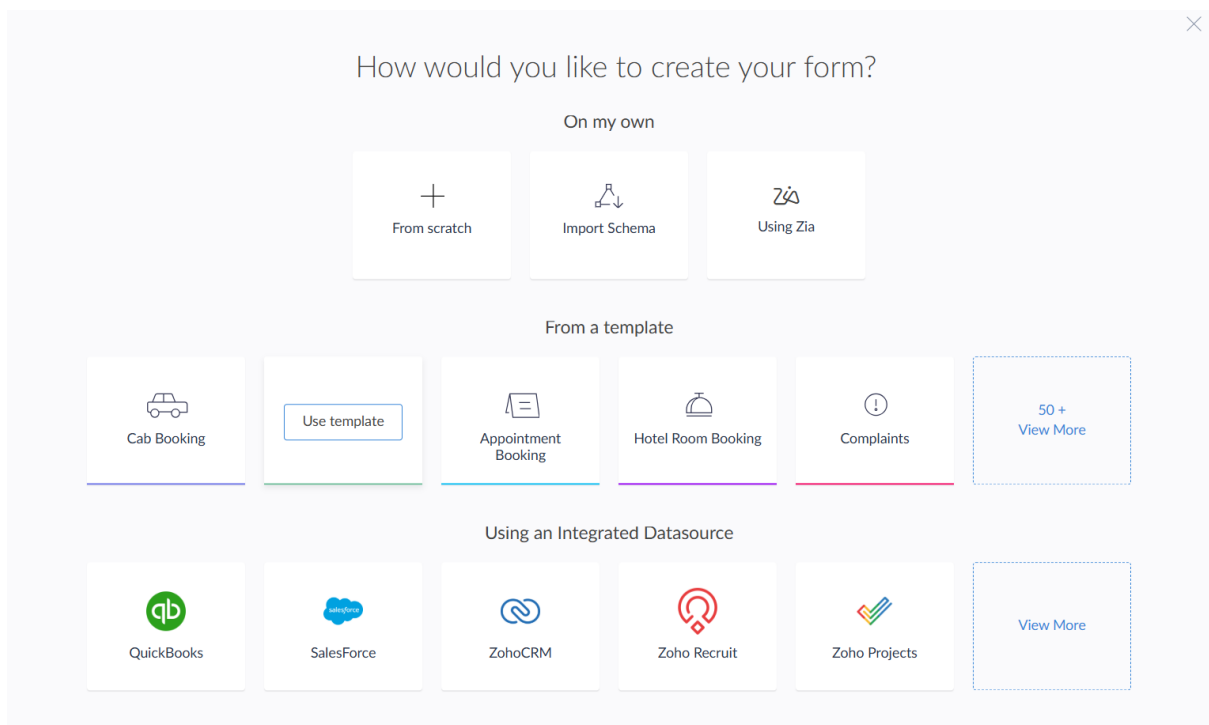 How would you like to create your form?
On my own
From scratch
Import Schema
Zia
Using Zia
From a template
Cab Booking
Use template
Appointment
Booking
Hotel Room Booking
Complaints
50 +
View More
Using an Integrated Datasource
qb
QuickBooks
salesforce
SalesForce
ZohoCRM
Zoho Recruit
Zoho Projects
View More